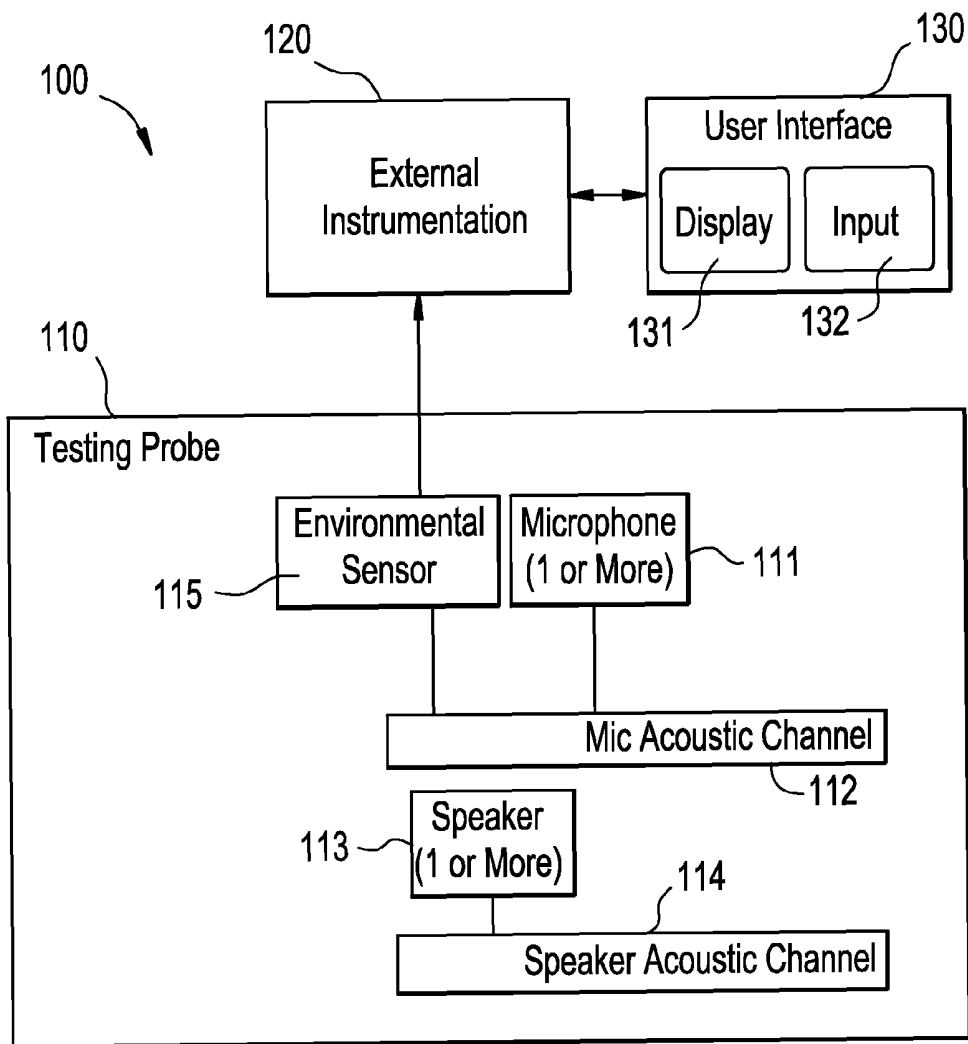 120
130
100
External
Instrumentation
User Interface
Display
Input
131
132
110
Testing Probe
Environmental
Sensor
115
Microphone
(1 or More)
111
Mic Acoustic Channel
112
Speaker
(1 or More)
113
114
Speaker Acoustic Channel